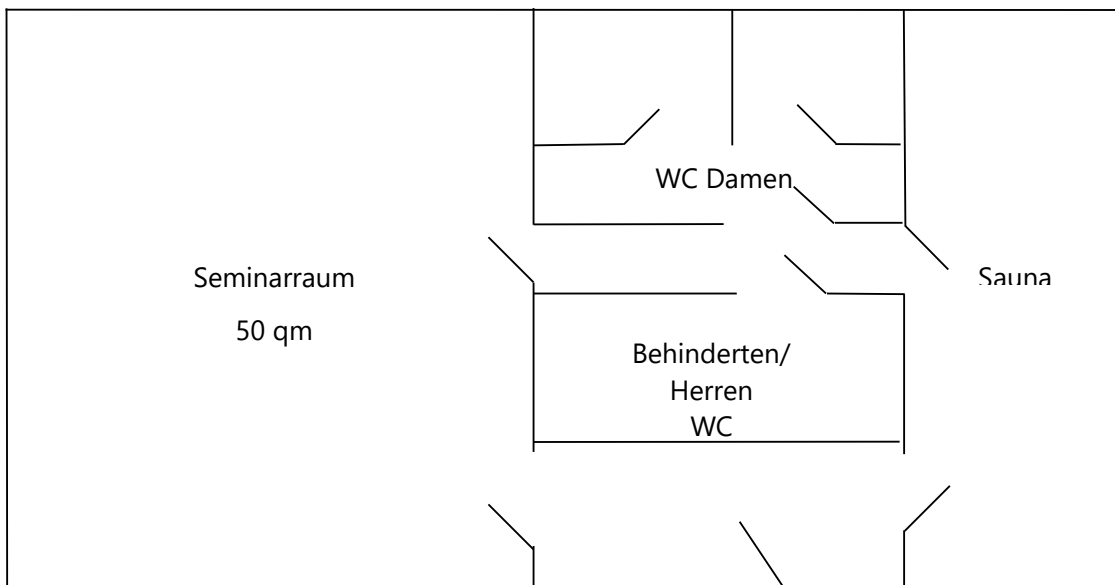 WC Damen
Seminarraum
50 qm
Sauna
Behinderten/
Herren
WC